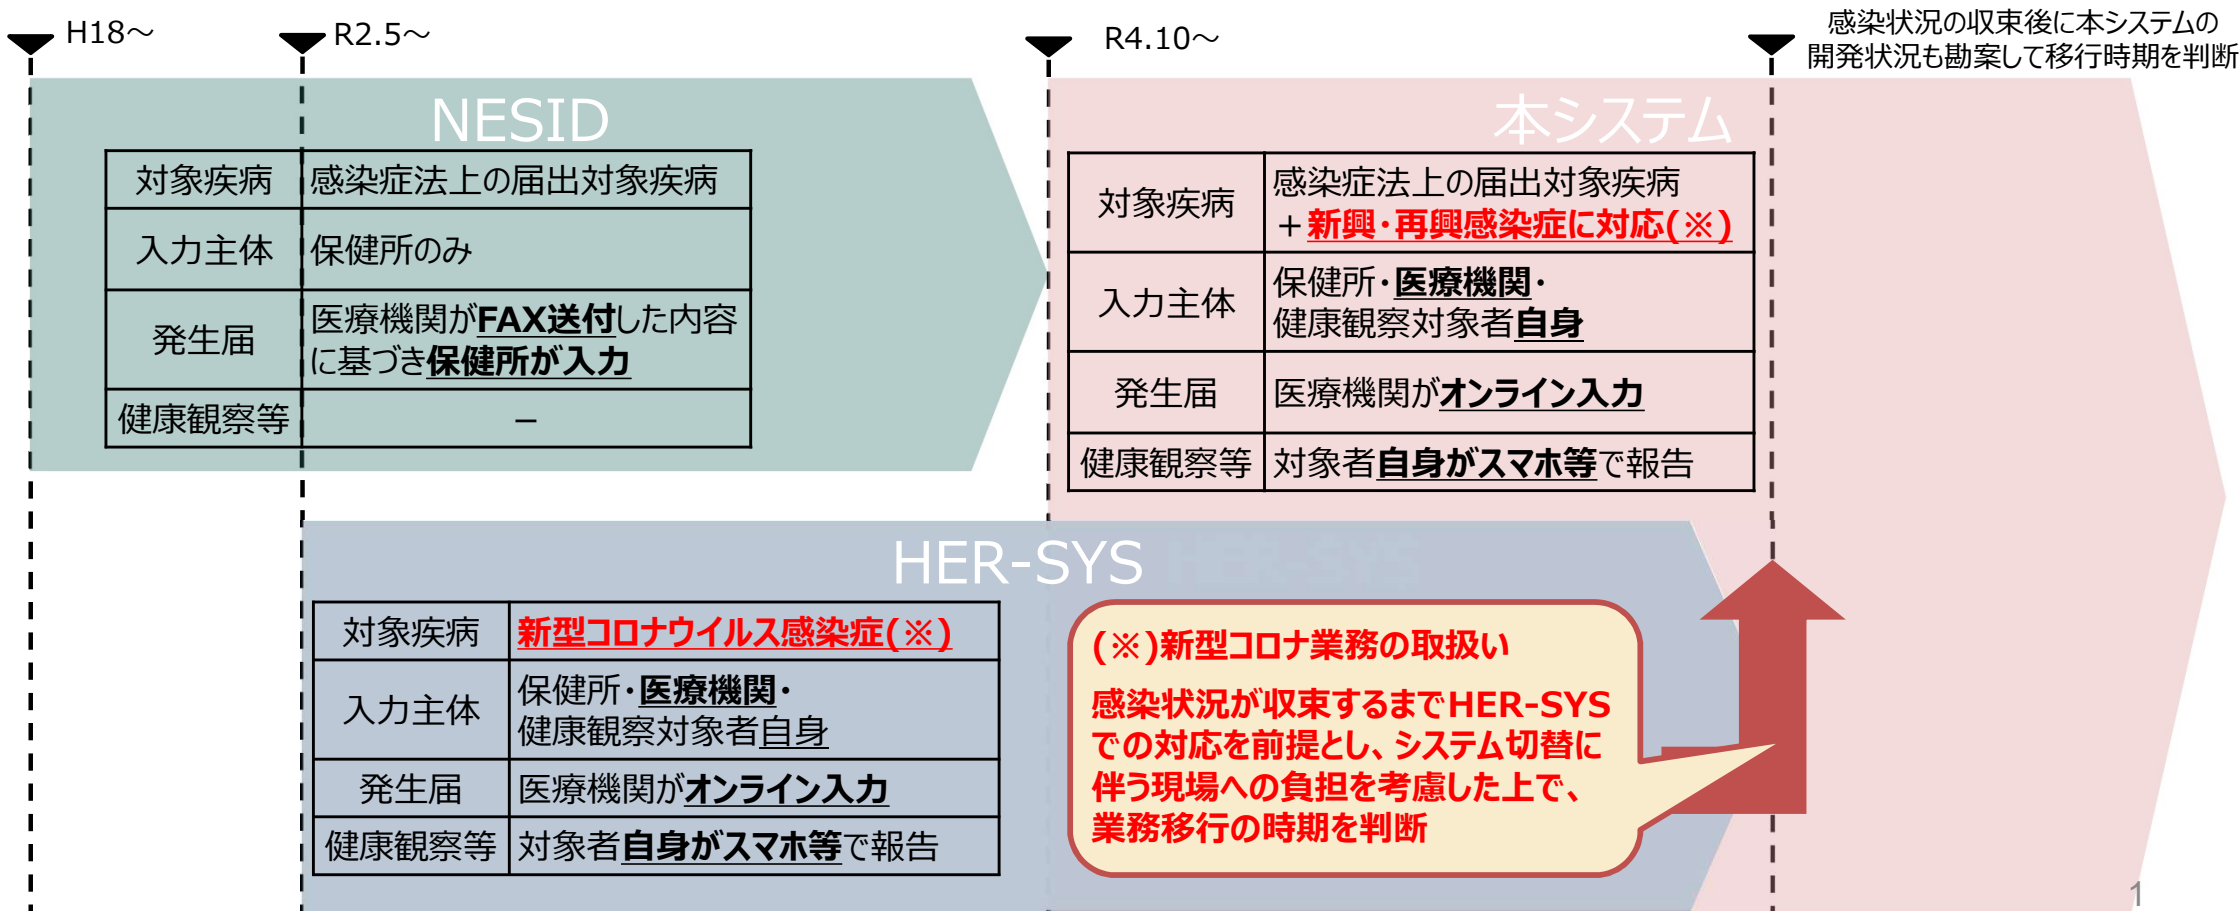 H18～
R2.5～
R4.10～
感染状況の収束後に本システムの
開発状況も勘案して移行時期を判断
NESID
対象疾病
感染症法上の届出対象疾病
入力主体
保健所のみ
発生届
医療機関がFAX送付した内容
に基づき保健所が入力
健康観察等
－
本システム
対象疾病
感染症法上の届出対象疾病
＋新興・再興感染症に対応(※)
入力主体
保健所・医療機関・
健康観察対象者自身
発生届
医療機関がオンライン入力
健康観察等
対象者自身がスマホ等で報告
HER-SYS HER-SYS
対象疾病
新型コロナウイルス感染症(※)
入力主体
保健所・医療機関・
健康観察対象者自身
発生届
医療機関がオンライン入力
健康観察等
対象者自身がスマホ等で報告
(※)新型コロナ業務の取扱い
感染状況が収束するまでHER-SYS
での対応を前提とし、システム切替に
伴う現場への負担を考慮した上で、
業務移行の時期を判断
1